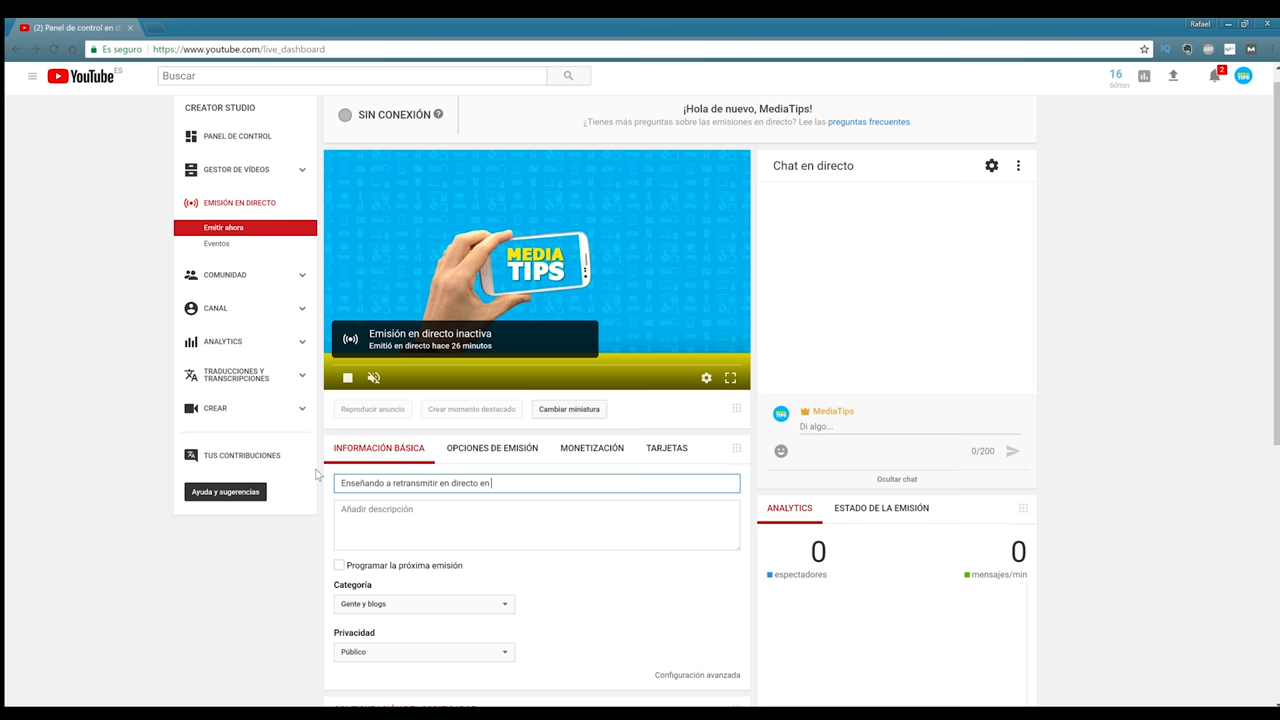 (2) Panel de control en d
Rafael
Es seguro
https://www.youtube.com/live_dashboard
YouTube ES
Buscar
16
60min
2
CREATOR STUDIO
PANEL DE CONTROL
GESTOR DE VÍDEOS
EMISIÓN EN DIRECTO
Emitir ahora
Eventos
COMUNIDAD
CANAL
ANALYTICS
TRADUCCIONES Y
TRANSCRIPCIONES
CREAR
TUS CONTRIBUCIONES
Ayuda y sugerencias
SIN CONEXIÓN
¡Hola de nuevo, MediaTips!
¿Tienes más preguntas sobre las emisiones en directo? Lee las preguntas frecuentes.
MEDIA
TIPS
Emisión en directo inactiva
Emitió en directo hace 26 minutos
Reproducir anuncio
Crear momento destacado
Cambiar miniatura
INFORMACIÓN BÁSICA
OPCIONES DE EMISIÓN
MONETIZACIÓN
TARJETAS
Enseñando a retransmitir en directo en
Añadir descripción
Programar la próxima emisión
Categoría
Gente y blogs
Privacidad
Público
Configuración avanzada
Chat en directo
MediaTips
Di algo...
0/200
Ocultar chat
ANALYTICS
ESTADO DE LA EMISIÓN
0
espectadores
0
mensajes/min